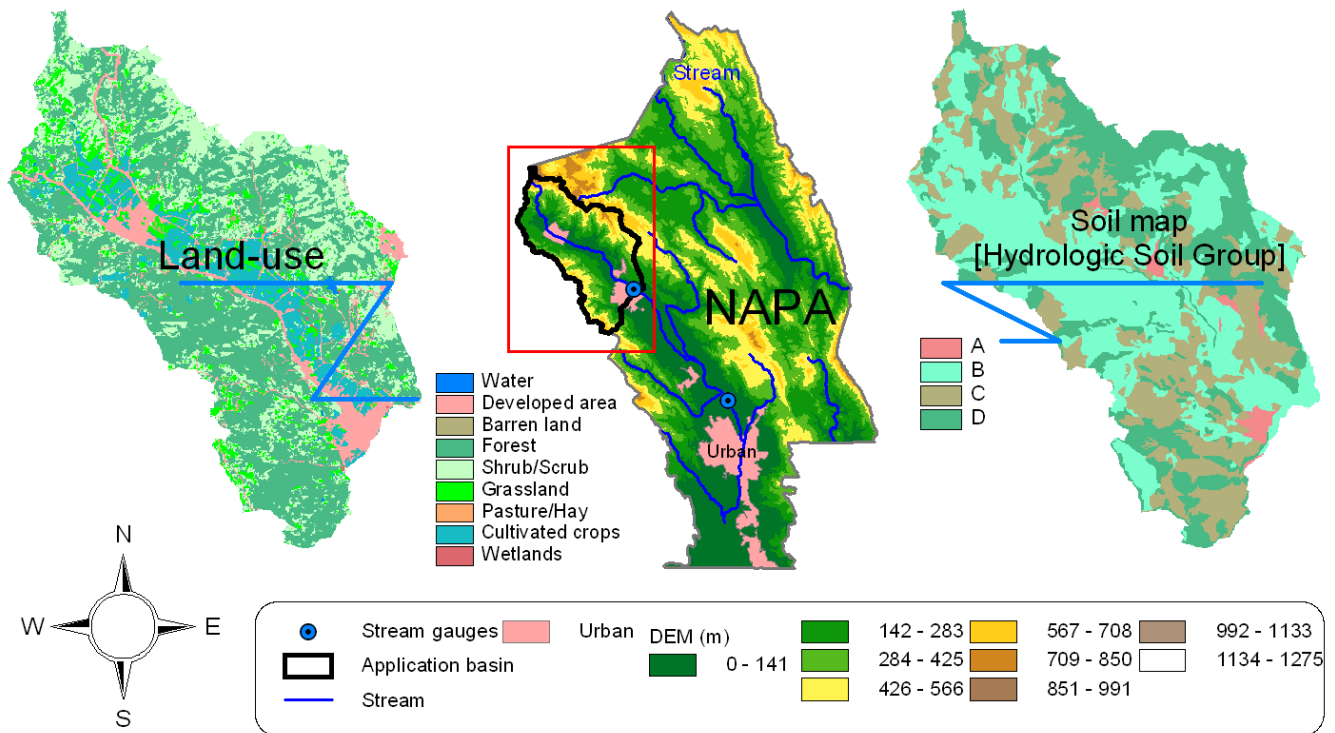 Stream
Land-use
NAPA
Urban
Soil map
[Hydrologic Soil Group]
A
B
C
D
Water
Developed area
Barren land
Forest
Shrub/Scrub
Grassland
Pasture/Hay
Cultivated crops
Wetlands
N
W E
S
Stream gauges Urban
Application basin
Stream
DEM (m)
0 - 141
142 - 283
284 - 425
426 - 566
567 - 708
709 - 850
851 - 991
992 - 1133
1134 - 1275